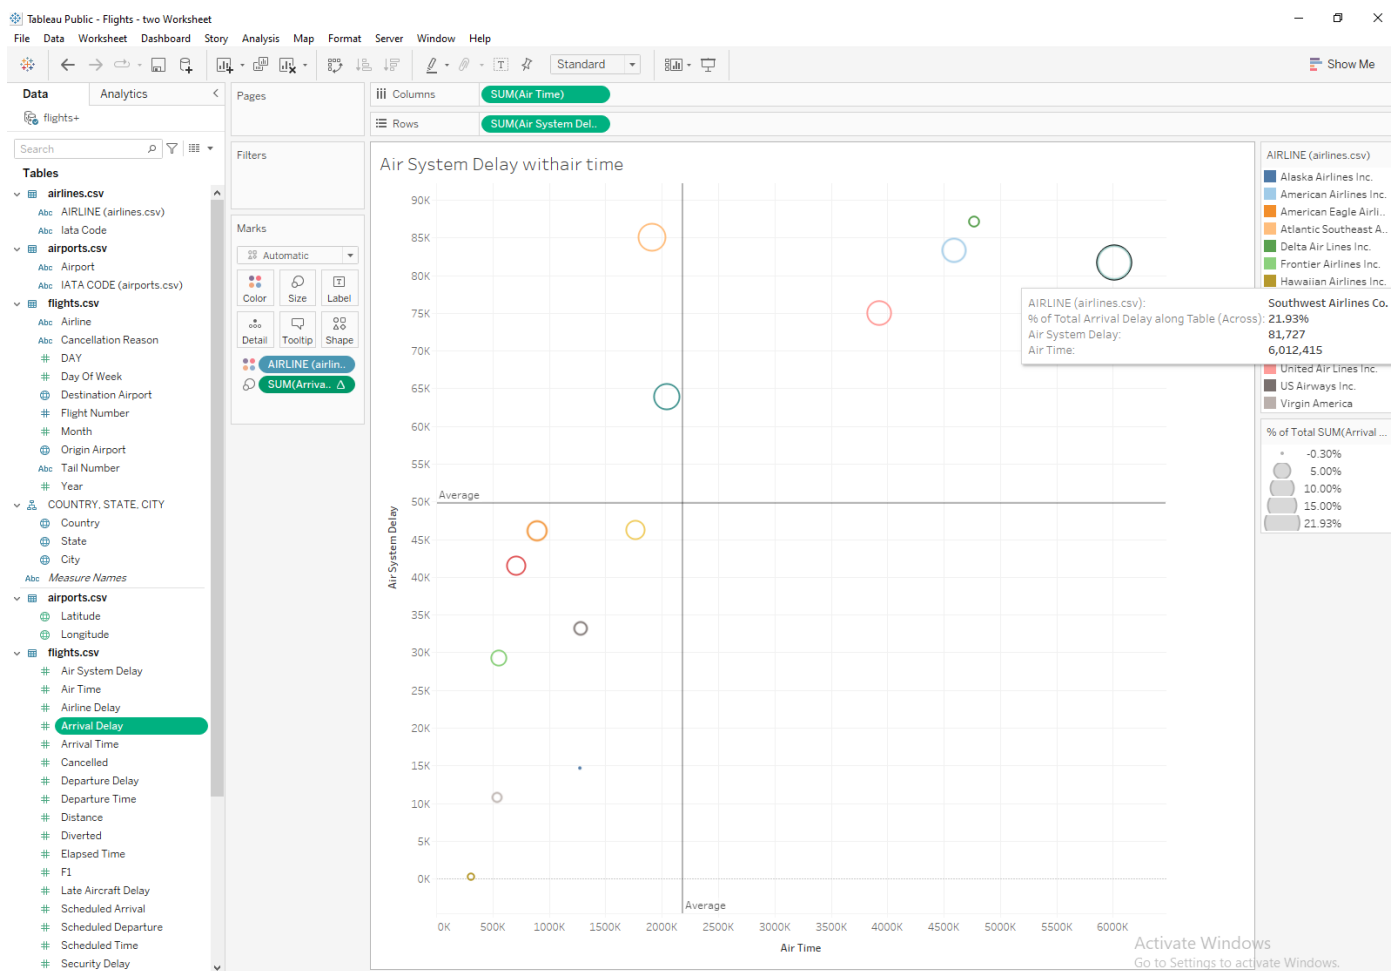 Tableau Public - Flights - two Worksheet
File Data Worksheet Dashboard Story Analysis Map Format Server Window Help
Standard
Show Me
Data Analytics
flights+
Search
Tables
airlines.csv
Abc AIRLINE (airlines.csv)
Abc Iata Code
airports.csv
Abc Airport
Abc IATA CODE (airports.csv)
flights.csv
Abc Airline
Abc Cancellation Reason
# DAY
# Day Of Week
Destination Airport
# Flight Number
# Month
Origin Airport
Abc Tail Number
# Year
COUNTRY, STATE, CITY
Country
State
City
Abc Measure Names
airports.csv
Latitude
Longitude
flights.csv
# Air System Delay
# Air Time
# Airline Delay
# Arrival Delay
# Arrival Time
# Cancelled
# Departure Delay
# Departure Time
# Distance
# Diverted
# Elapsed Time
# F1
# Late Aircraft Delay
# Scheduled Arrival
# Scheduled Departure
# Scheduled Time
# Security Delay
Pages
Filters
Marks
Automatic
Color Size Label
Detail Tooltip Shape
AIRLINE (airlin..
SUM(Arriva.. Δ
Columns SUM(Air Time)
Rows SUM(Air System Del..
Air System Delay withair time
90K
85K
80K
75K
70K
65K
60K
55K
50K
45K
40K
35K
30K
25K
20K
15K
10K
5K
0K
Air System Delay
Average
Average
0K 500K 1000K 1500K 2000K 2500K 3000K 3500K 4000K 4500K 5000K 5500K 6000K
Air Time
AIRLINE (airlines.csv): Southwest Airlines Co.
% of Total Arrival Delay along Table (Across): 21.93%
Air System Delay: 81,727
Air Time: 6,012,415
AIRLINE (airlines.csv)
Alaska Airlines Inc.
American Airlines Inc.
American Eagle Airli..
Atlantic Southeast A..
Delta Air Lines Inc.
Frontier Airlines Inc.
Hawaiian Airlines Inc.
United Air Lines Inc.
US Airways Inc.
Virgin America
% of Total SUM(Arrival ...
-0.30%
5.00%
10.00%
15.00%
21.93%
Activate Windows
Go to Settings to activate Windows.